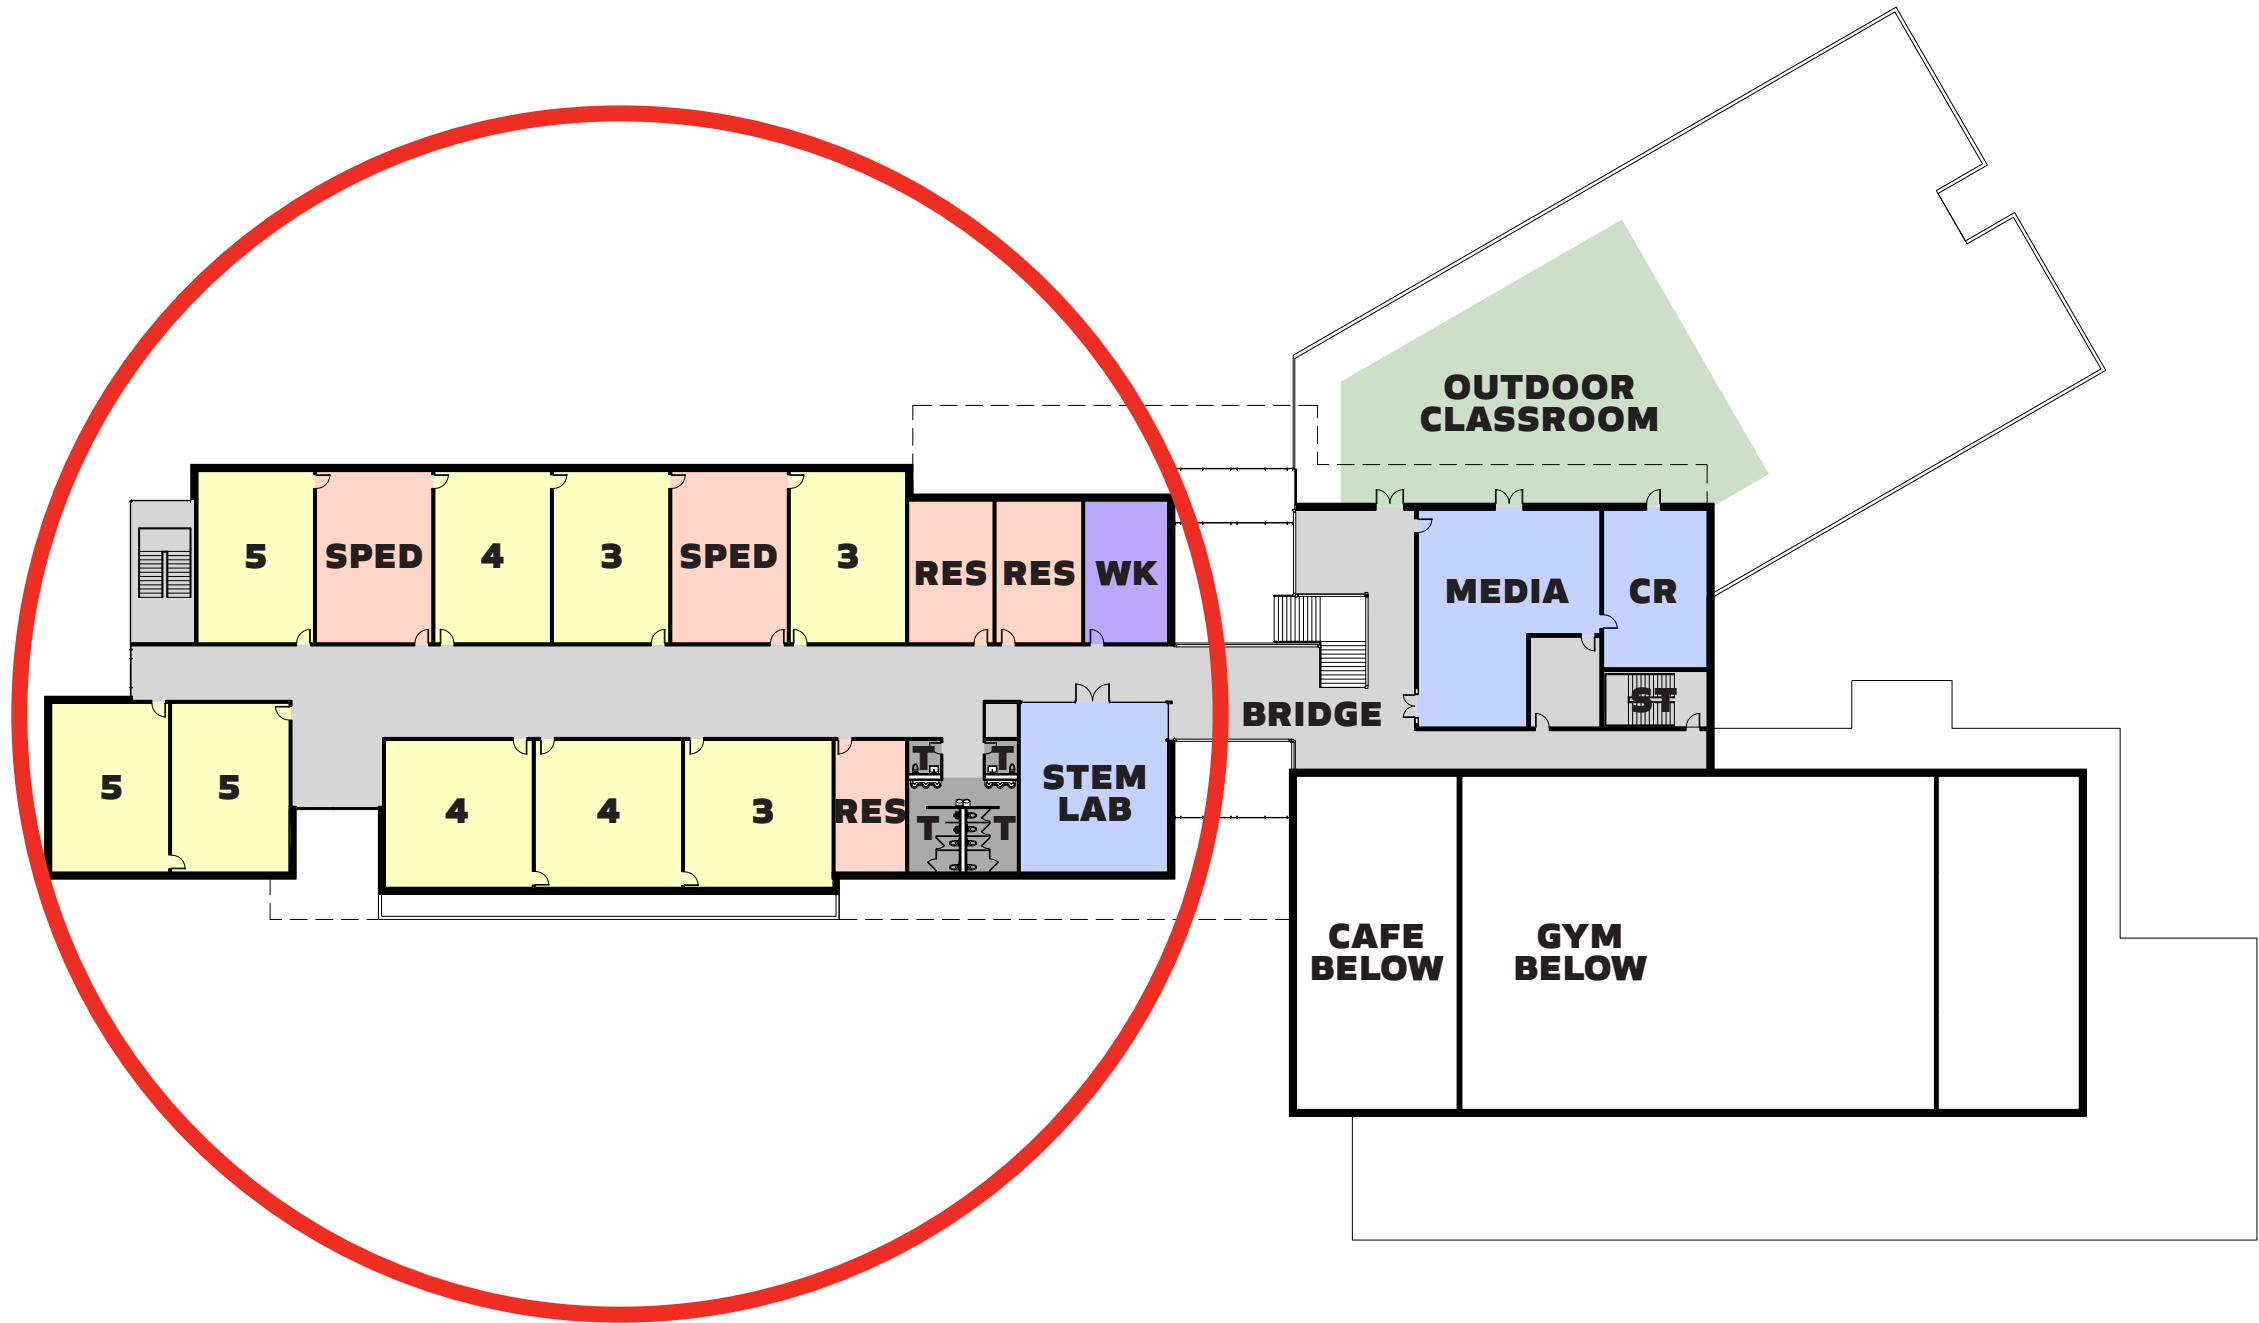 OUTDOOR
CLASSROOM
5
SPED
4
3
SPED
3
RES
RES
WK
MEDIA
CR
ST
BRIDGE
5
5
4
4
3
RES
T
T
T
T
STEM
LAB
CAFE
BELOW
GYM
BELOW